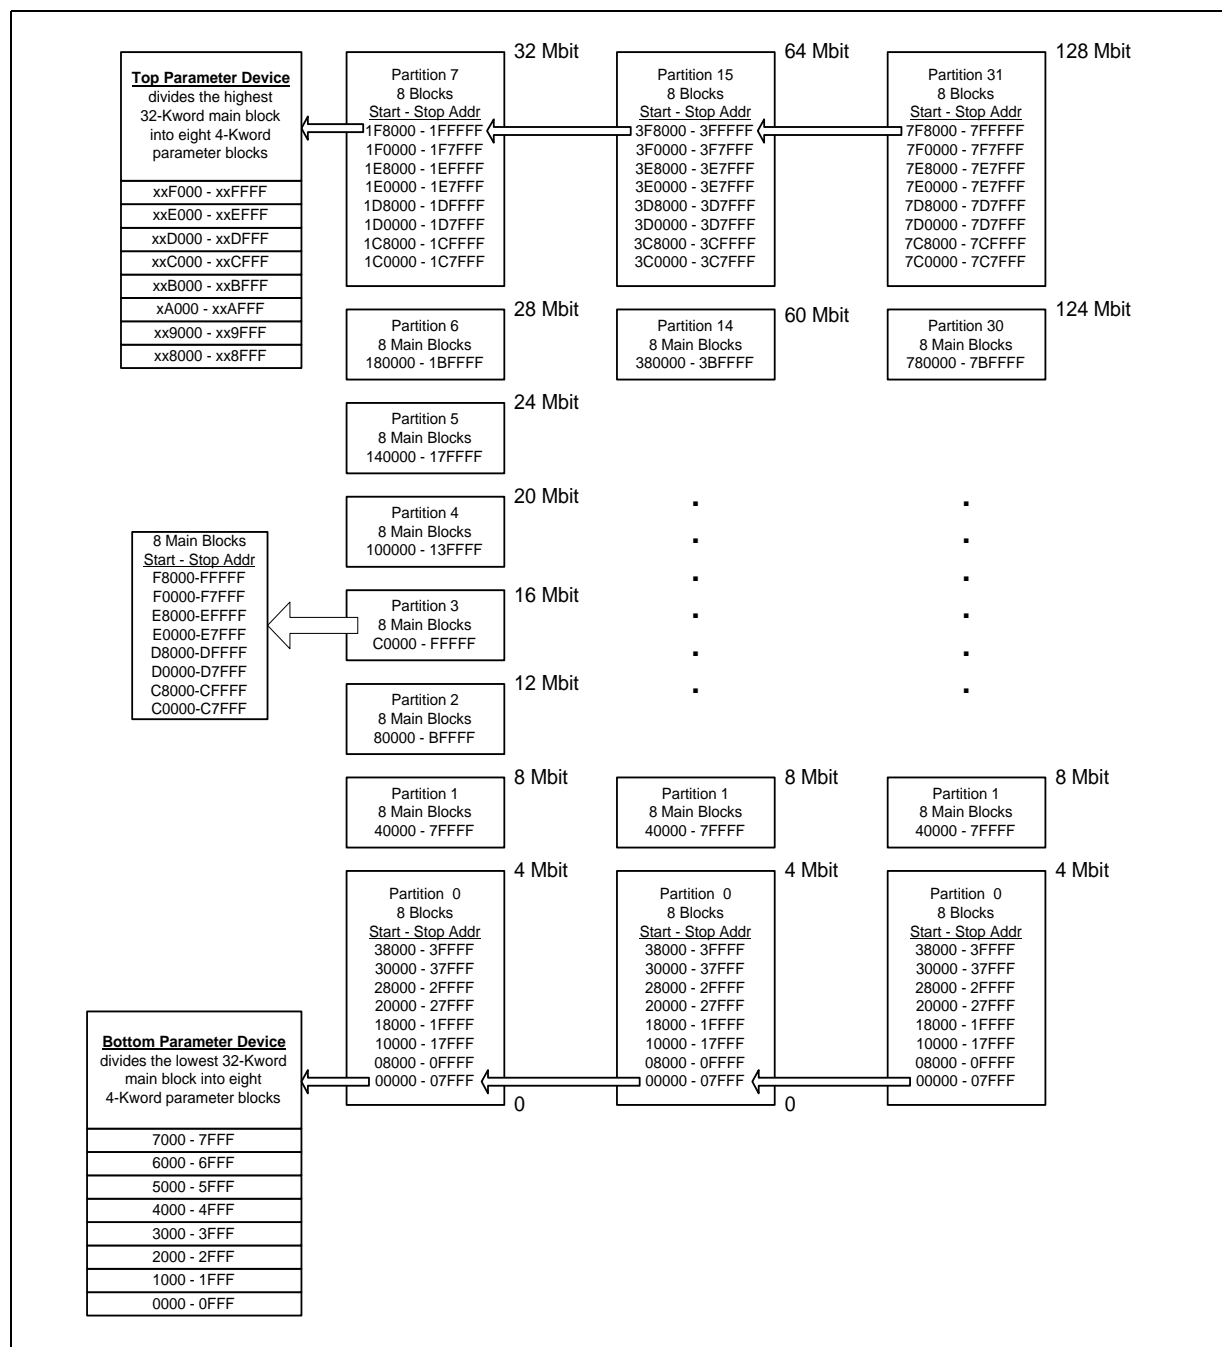 32 Mbit
64 Mbit
128 Mbit
Top Parameter Device
divides the highest
32-Kword main block
into eight 4-Kword
parameter blocks
xxF000 - xxFFFF
xxE000 - xxEFFF
xxD000 - xxDFFF
xxC000 - xxCFFF
xxB000 - xxBFFF
xA000 - xxAFFF
xx9000 - xx9FFF
xx8000 - xx8FFF
Partition 7
8 Blocks
Start - Stop Addr
1F8000 - 1FFFFF
1F0000 - 1F7FFF
1E8000 - 1EFFFF
1E0000 - 1E7FFF
1D8000 - 1DFFFF
1D0000 - 1D7FFF
1C8000 - 1CFFFF
1C0000 - 1C7FFF
Partition 15
8 Blocks
Start - Stop Addr
3F8000 - 3FFFFF
3F0000 - 3F7FFF
3E8000 - 3E7FFF
3E0000 - 3E7FFF
3D8000 - 3D7FFF
3D0000 - 3D7FFF
3C8000 - 3CFFFF
3C0000 - 3C7FFF
Partition 31
8 Blocks
Start - Stop Addr
7F8000 - 7FFFFF
7F0000 - 7F7FFF
7E8000 - 7E7FFF
7E0000 - 7E7FFF
7D8000 - 7D7FFF
7D0000 - 7D7FFF
7C8000 - 7CFFFF
7C0000 - 7C7FFF
28 Mbit
60 Mbit
124 Mbit
Partition 6
8 Main Blocks
180000 - 1BFFFF
Partition 14
8 Main Blocks
380000 - 3BFFFF
Partition 30
8 Main Blocks
780000 - 7BFFFF
24 Mbit
Partition 5
8 Main Blocks
140000 - 17FFFF
20 Mbit
Partition 4
8 Main Blocks
100000 - 13FFFF
8 Main Blocks
Start - Stop Addr
F8000-FFFFF
F0000-F7FFF
E8000-EFFFF
E0000-E7FFF
D8000-DFFFF
D0000-D7FFF
C8000-CFFFF
C0000-C7FFF
16 Mbit
Partition 3
8 Main Blocks
C0000 - FFFFF
12 Mbit
Partition 2
8 Main Blocks
80000 - BFFFF
8 Mbit
8 Mbit
8 Mbit
Partition 1
8 Main Blocks
40000 - 7FFFF
Partition 1
8 Main Blocks
40000 - 7FFFF
Partition 1
8 Main Blocks
40000 - 7FFFF
4 Mbit
4 Mbit
4 Mbit
Partition 0
8 Blocks
Start - Stop Addr
38000 - 3FFFF
30000 - 37FFF
28000 - 2FFFF
20000 - 27FFF
18000 - 1FFFF
10000 - 17FFF
08000 - 0FFFF
00000 - 07FFF
Partition 0
8 Blocks
Start - Stop Addr
38000 - 3FFFF
30000 - 37FFF
28000 - 2FFFF
20000 - 27FFF
18000 - 1FFFF
10000 - 17FFF
08000 - 0FFFF
00000 - 07FFF
Partition 0
8 Blocks
Start - Stop Addr
38000 - 3FFFF
30000 - 37FFF
28000 - 2FFFF
20000 - 27FFF
18000 - 1FFFF
10000 - 17FFF
08000 - 0FFFF
00000 - 07FFF
0
0
Bottom Parameter Device
divides the lowest 32-Kword
main block into eight
4-Kword parameter blocks
7000 - 7FFF
6000 - 6FFF
5000 - 5FFF
4000 - 4FFF
3000 - 3FFF
2000 - 2FFF
1000 - 1FFF
0000 - 0FFF